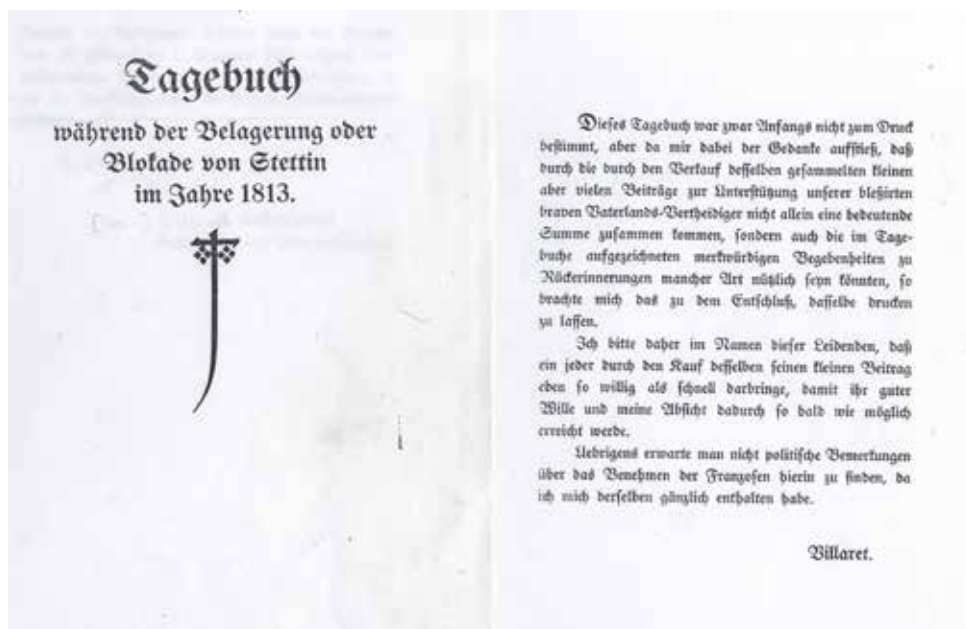 Tagebuch
während der Belagerung oder
Blokade von Stettin
im Jahre 1813.
Dieses Tagebuch war zwar Anfangs nicht zum Druck
bestimmt, aber da mir dabei der Gedanke aufstieß, daß
durch die durch den Verkauf desselben gesammelten kleinen
aber vielen Beiträge zur Unterstützung unserer bleßirten
braven Vaterlands-Vertheidiger nicht allein eine bedeutende
Summe zusammen kommen, sondern auch die im Tage-
buche aufgezeichneten merkwürdigen Begebenheiten zu
Rückerinnerungen mancher Art nützlich seyn könnten, so
brachte mich das zu dem Entschluß, dasselbe drucken
zu lassen.
Ich bitte daher im Namen dieser Leidenden, daß
ein jeder durch den Kauf desselben seinen kleinen Beitrag
eben so willig als schnell darbringe, damit ihr guter
Wille und meine Absicht dadurch so bald wie möglich
erreicht werde.
Uebrigens erwarte man nicht politische Bemerkungen
über das Benehmen der Franzosen hierin zu finden, da
ich mich derselben gänzlich enthalten habe.
Villaret.